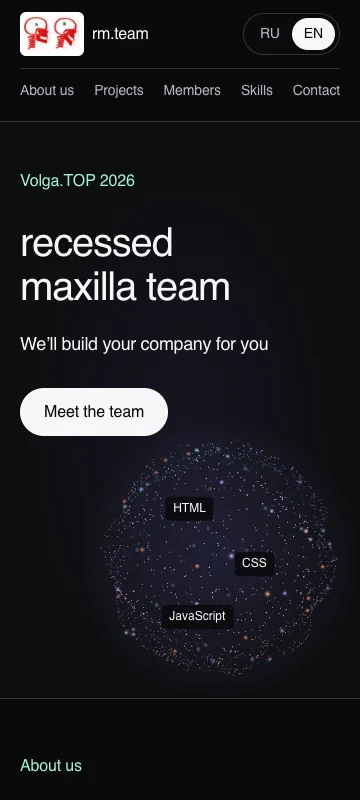 rm.team
RU EN
About us Projects Members Skills Contact
Volga.TOP 2026
recessed
maxilla team
We’ll build your company for you
Meet the team
HTML
CSS
JavaScript
About us